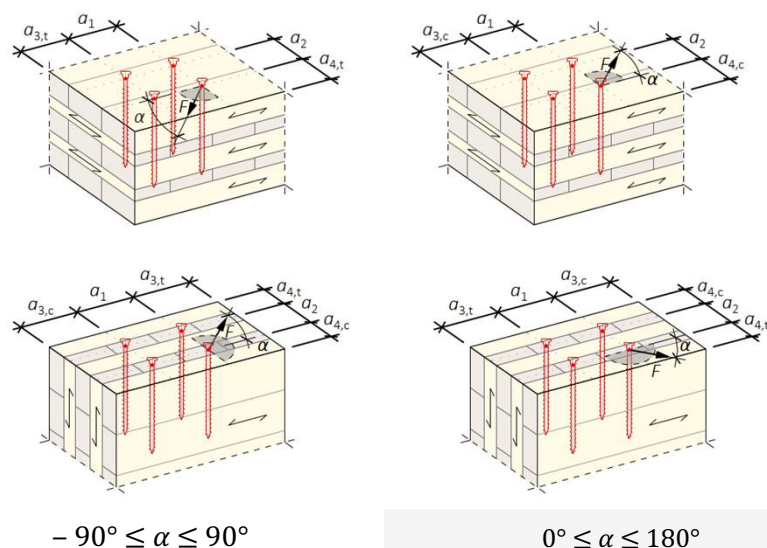 a3,t a1 a2 a4,t
F α
a3,c a1 a2 a4,c
F α
a3,c a1 a3,t a4,t a2 a4,c
F α
a3,t a1 a3,c a4,c a2 a4,t
F α
– 90° ≤ α ≤ 90°
0° ≤ α ≤ 180°